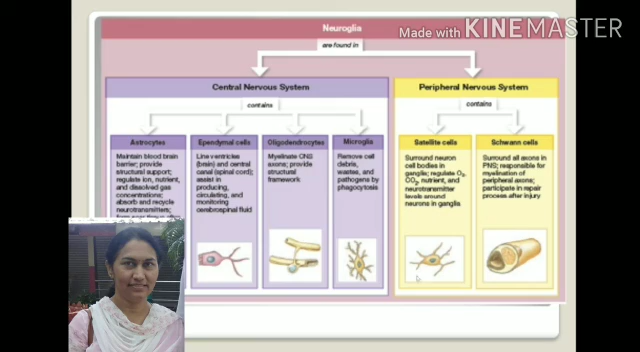 Neuroglia
Made with KINEMASTER
are found in
Central Nervous System
contains
Astrocytes
Maintain blood brain
barrier; provide
structural support;
regulate ion, nutrient,
and dissolved gas
concentrations;
absorb and recycle
neurotransmitters;
Ependymal cells
Line ventricles
(brain) and central
canal (spinal cord);
assist in
producing,
circulating, and
monitoring
cerebrospinal fluid
Oligodendrocytes
Myelinate CNS
axons; provide
structural
framework
Microglia
Remove cell
debris,
wastes, and
pathogens by
phagocytosis
Peripheral Nervous System
contains
Satellite cells
Surround neuron
cell bodies in
ganglia; regulate O₂,
CO₂, nutrient, and
neurotransmitter
levels around
neurons in ganglia
Schwann cells
Surround all axons in
PNS; responsible for
myelination of
peripheral axons;
participate in repair
process after injury